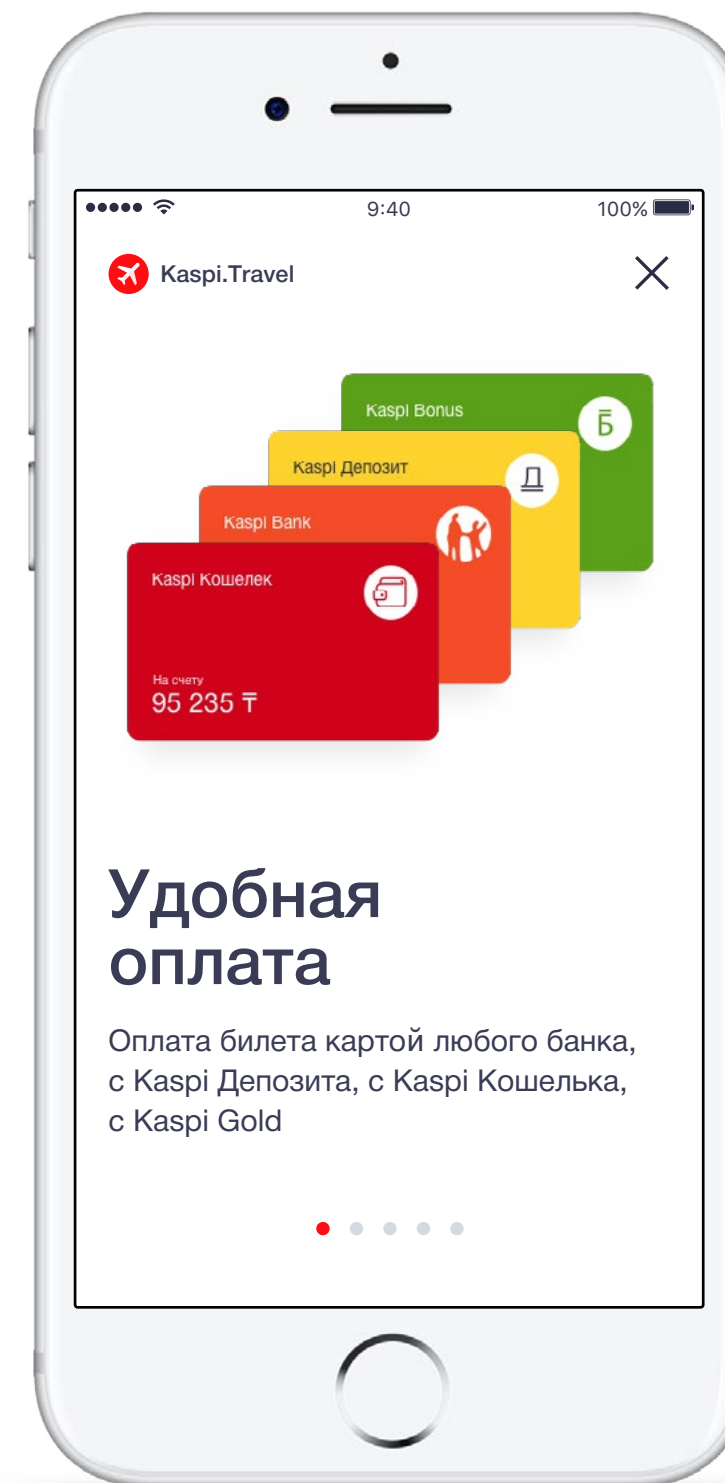 9:40
100%
Kaspi.Travel
Kaspi Bonus
Б
Kaspi Депозит
Д
Kaspi Bank
Kaspi Кошелек
На счету
95 235 ₸
Удобная
оплата
Оплата билета картой любого банка,
с Kaspi Депозита, с Kaspi Кошелька,
с Kaspi Gold